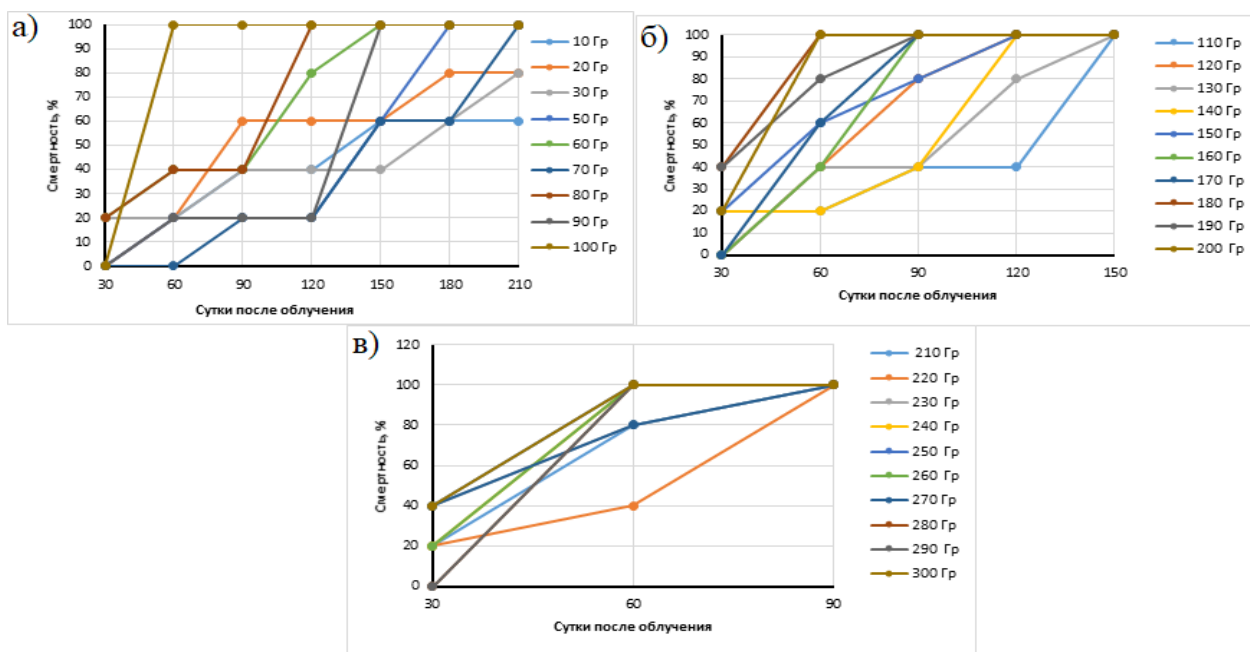 а)
100
90
80
70
60
50
40
30
20
10
0
30 60 90 120 150 180 210
Смертность, %
Сутки после облучения
10 Гр
20 Гр
30 Гр
50 Гр
60 Гр
70 Гр
80 Гр
90 Гр
100 Гр
б)
100
90
80
70
60
50
40
30
20
10
0
30 60 90 120 150
Смертность, %
Сутки после облучения
110 Гр
120 Гр
130 Гр
140 Гр
150 Гр
160 Гр
170 Гр
180 Гр
190 Гр
200 Гр
в)
120
100
80
60
40
20
0
30 60 90
Смертность, %
Сутки после облучения
210 Гр
220 Гр
230 Гр
240 Гр
250 Гр
260 Гр
270 Гр
280 Гр
290 Гр
300 Гр